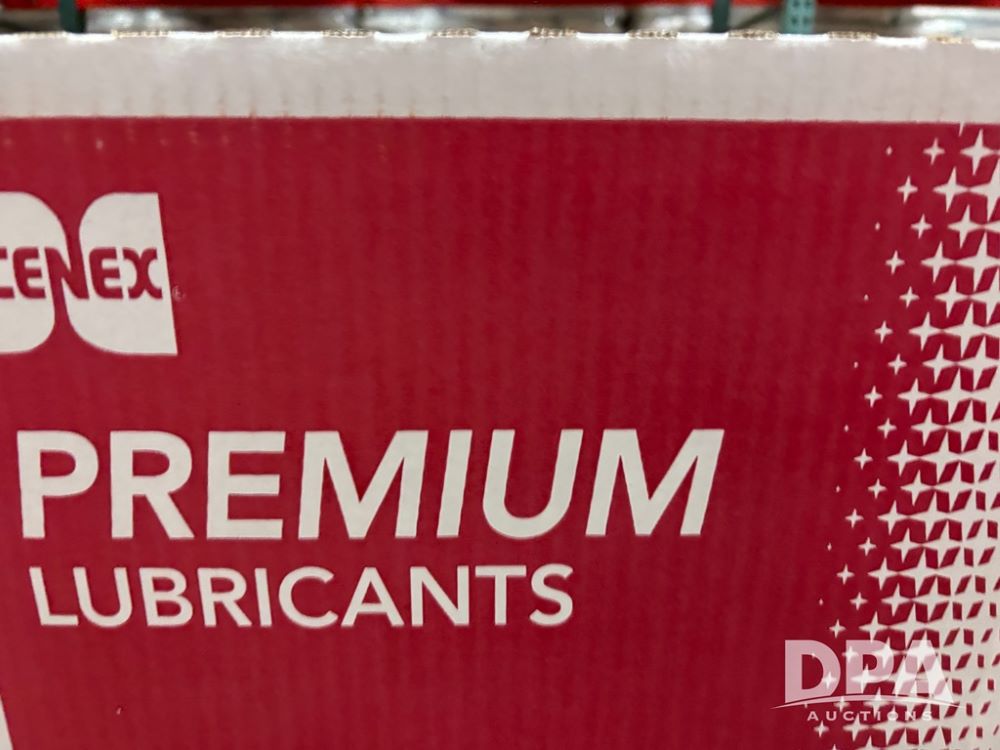 CENEX
PREMIUM
LUBRICANTS
DPA
AUCTIONS